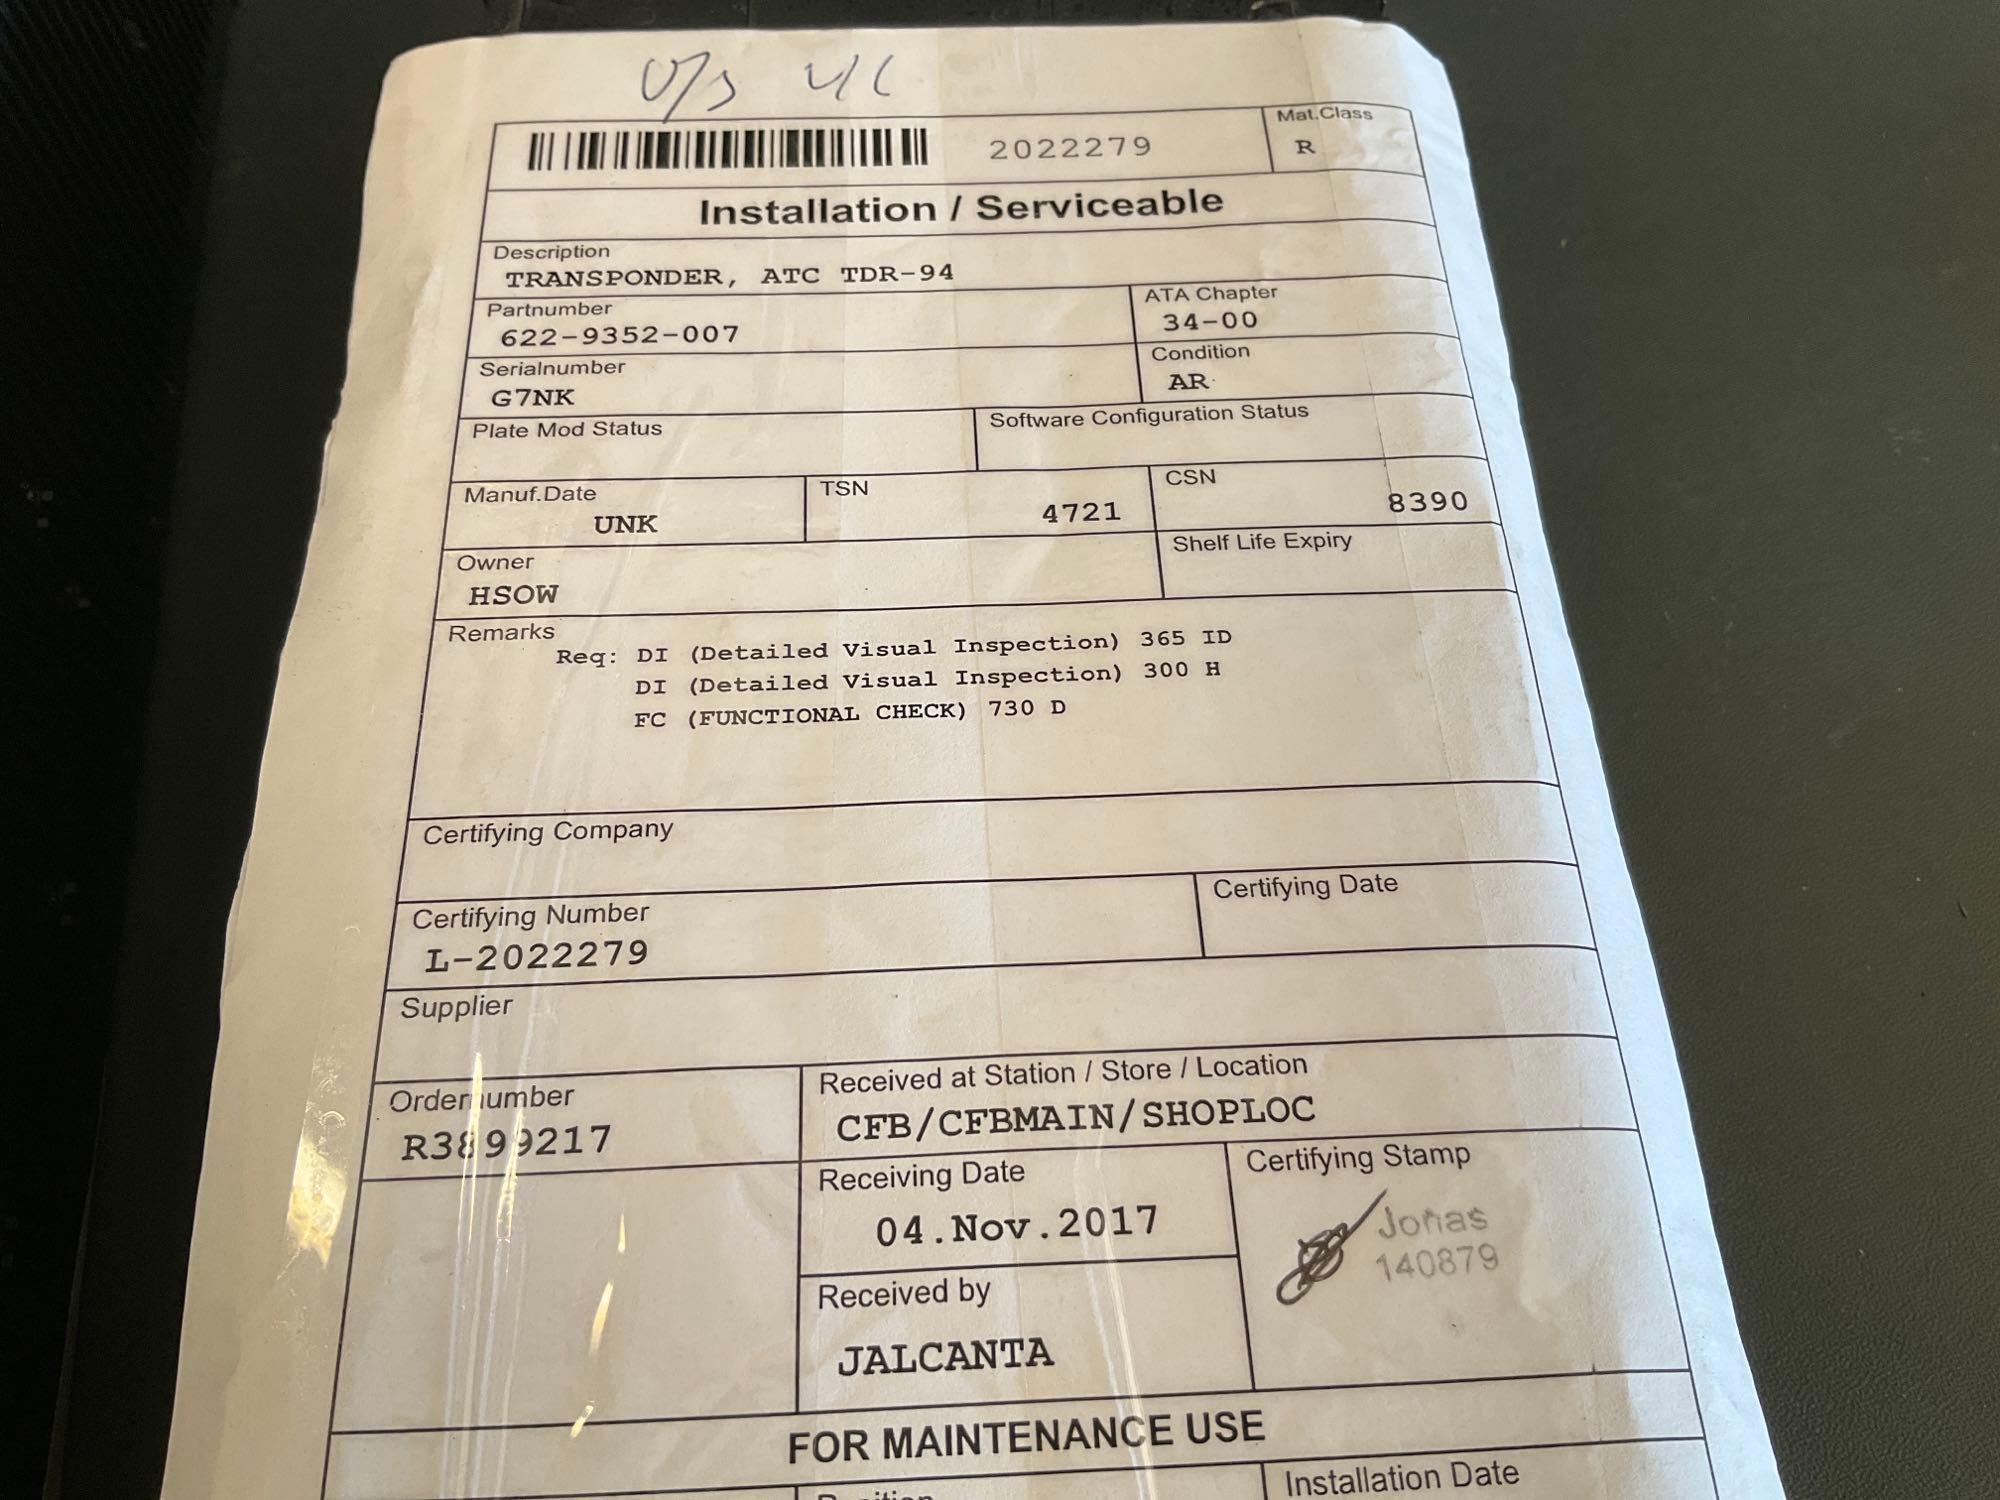 2022279
Mat.Class
R
Installation / Serviceable
Description
TRANSPONDER, ATC TDR-94
Partnumber
622-9352-007
ATA Chapter
34-00
Serialnumber
G7NK
Condition
AR
Plate Mod Status
Software Configuration Status
Manuf.Date
UNK
TSN
4721
CSN
8390
Owner
HSOW
Shelf Life Expiry
Remarks
Req: DI (Detailed Visual Inspection) 365 ID
DI (Detailed Visual Inspection) 300 H
FC (FUNCTIONAL CHECK) 730 D
Certifying Company
Certifying Number
L-2022279
Certifying Date
Supplier
Ordernumber
R3899217
Received at Station / Store / Location
CFB/CFBMAIN/SHOPLOC
Receiving Date
04.Nov.2017
Certifying Stamp
Jonas
140879
Received by
JALCANTA
FOR MAINTENANCE USE
Installation Date